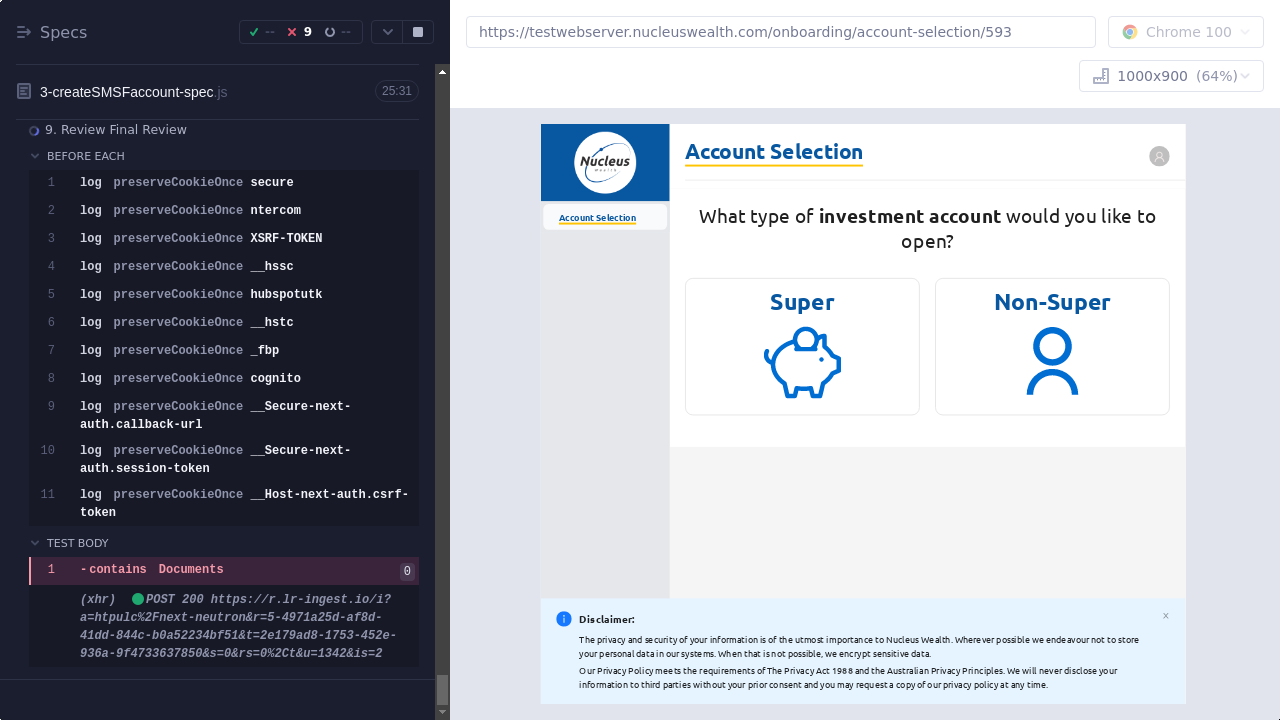 Specs
--
9
--
3-createSMSFaccount-spec.js
25:31
9. Review Final Review
BEFORE EACH
1 log preserveCookieOnce secure
2 log preserveCookieOnce ntercom
3 log preserveCookieOnce XSRF-TOKEN
4 log preserveCookieOnce __hssc
5 log preserveCookieOnce hubspotutk
6 log preserveCookieOnce __hstc
7 log preserveCookieOnce _fbp
8 log preserveCookieOnce cognito
9 log preserveCookieOnce __Secure-next-
auth.callback-url
10 log preserveCookieOnce __Secure-next-
auth.session-token
11 log preserveCookieOnce __Host-next-auth.csrf-
token
TEST BODY
1 -contains Documents 0
(xhr) POST 200 https://r.lr-ingest.io/i?
a=htpulc%2Fnext-neutron&r=5-4971a25d-af8d-
41dd-844c-b0a52234bf51&t=2e179ad8-1753-452e-
936a-9f4733637850&s=0&rs=0%2Ct&u=1342&is=2
https://testwebserver.nucleuswealth.com/onboarding/account-selection/593
Chrome 100
1000x900 (64%)
Nucleus
Wealth
Account Selection
Account Selection
What type of investment account would you like to
open?
Super
Non-Super
Disclaimer:
The privacy and security of your information is of the utmost importance to Nucleus Wealth. Wherever possible we endeavour not to store
your personal data in our systems. When that is not possible, we encrypt sensitive data.
Our Privacy Policy meets the requirements of The Privacy Act 1988 and the Australian Privacy Principles. We will never disclose your
information to third parties without your prior consent and you may request a copy of our privacy policy at any time.